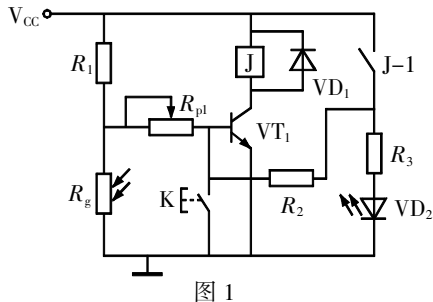 V_CC
R_1
J
VD_1
J-1
R_p1
VT_1
R_3
R_g
K
R_2
VD_2
图 1